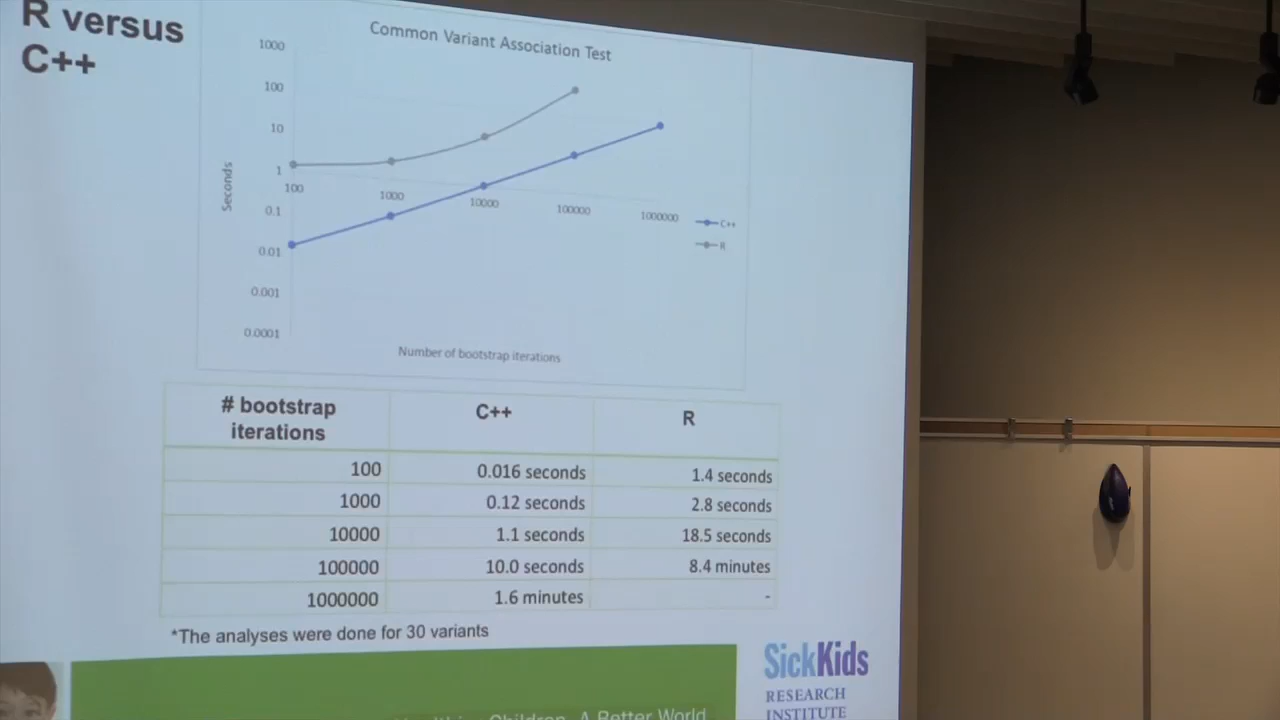 R versus
C++
Common Variant Association Test
1000
100
10
1
0.1
0.01
0.001
0.0001
Seconds
100
1000
10000
100000
1000000
C++
R
Number of bootstrap iterations
# bootstrap
iterations
C++
R
100
0.016 seconds
1.4 seconds
1000
0.12 seconds
2.8 seconds
10000
1.1 seconds
18.5 seconds
100000
10.0 seconds
8.4 minutes
1000000
1.6 minutes
-
*The analyses were done for 30 variants
Children. A Better World
SickKids
RESEARCH
INSTITUTE